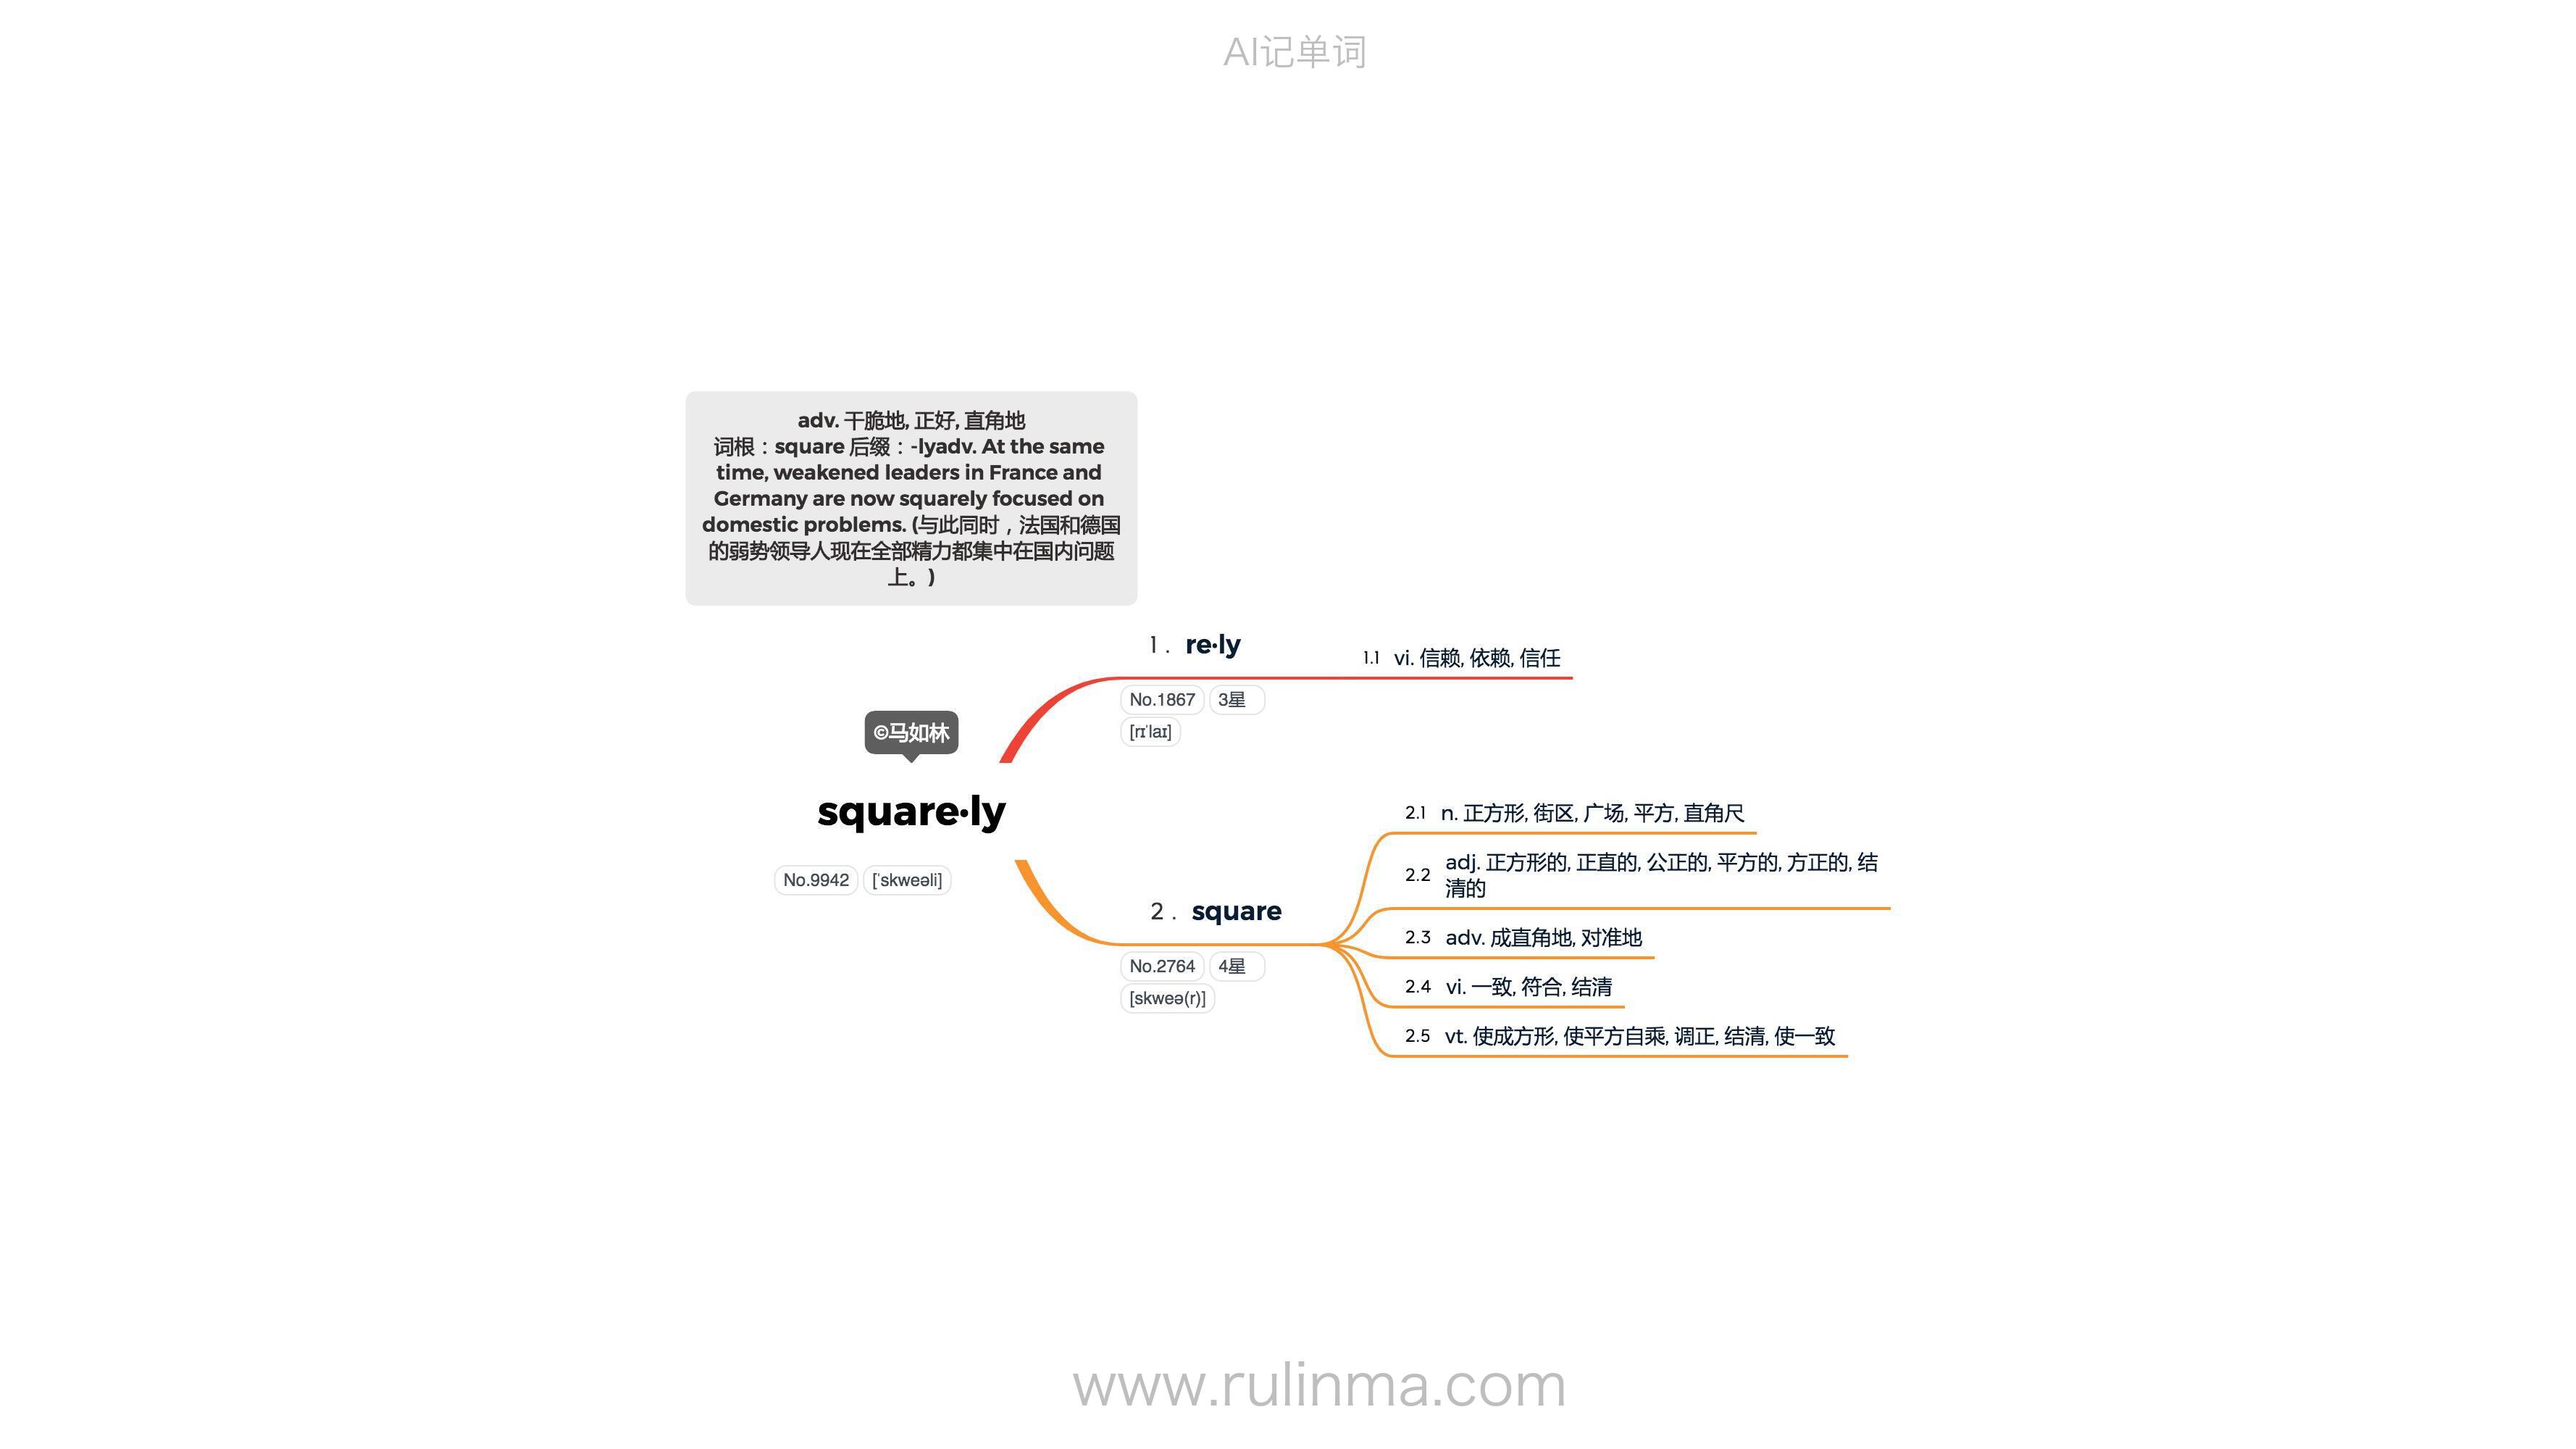 AI记单词
adv. 干脆地, 正好, 直角地
词根：square 后缀：-lyadv. At the same
time, weakened leaders in France and
Germany are now squarely focused on
domestic problems. (与此同时，法国和德国
的弱势领导人现在全部精力都集中在国内问题
上。)
1. re·ly
1.1 vi. 信赖, 依赖, 信任
No.1867 3星
[rɪˈlaɪ]
©马如林
square·ly
No.9942 [ˈskweəli]
2. square
No.2764 4星
[skweə(r)]
2.1 n. 正方形, 街区, 广场, 平方, 直角尺
2.2 adj. 正方形的, 正直的, 公正的, 平方的, 方正的, 结
清的
2.3 adv. 成直角地, 对准地
2.4 vi. 一致, 符合, 结清
2.5 vt. 使成方形, 使平方自乘, 调正, 结清, 使一致
www.rulinma.com